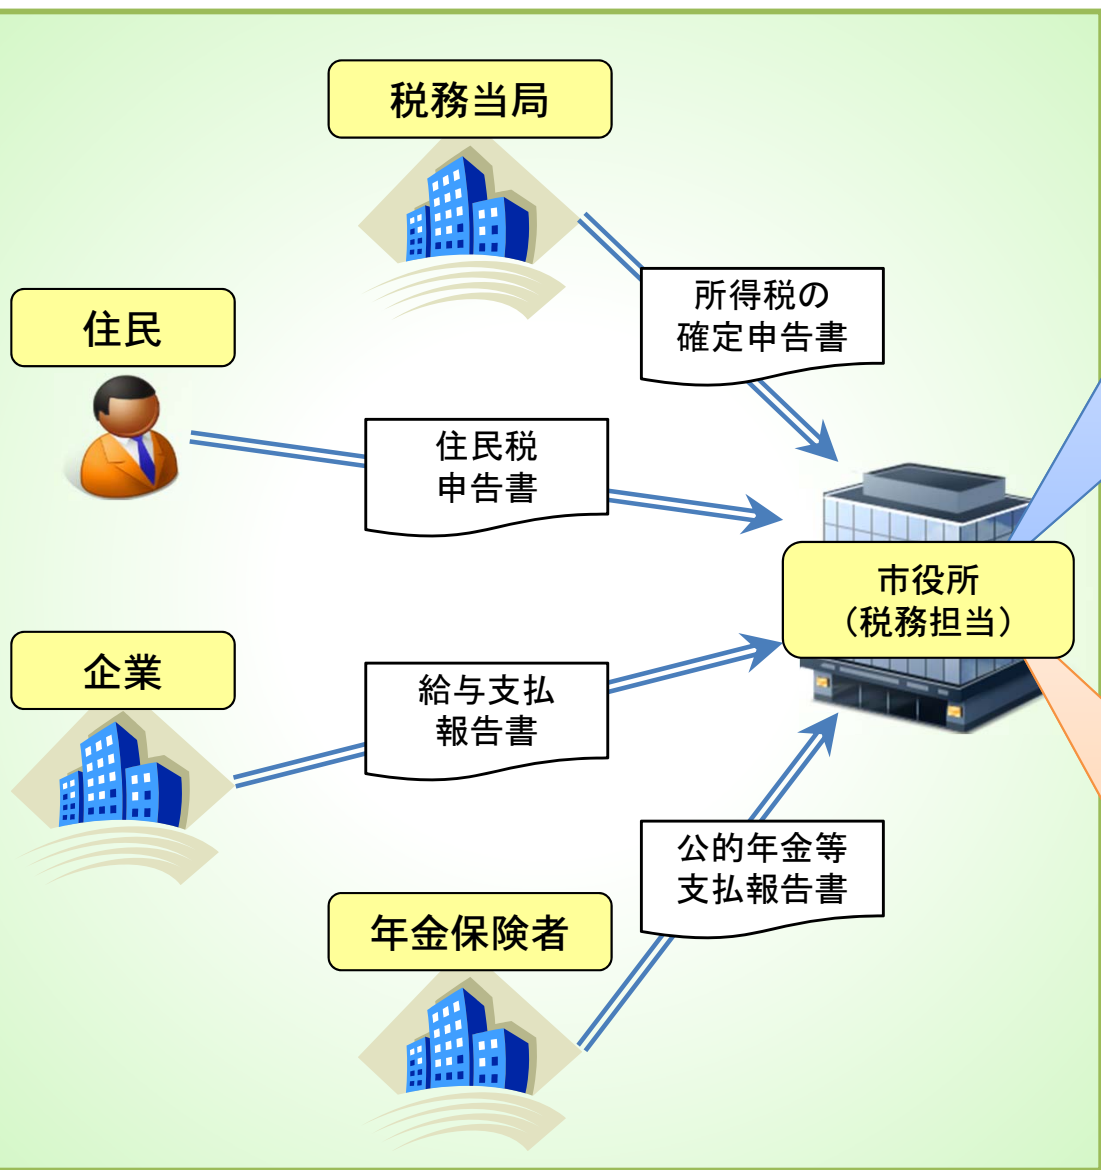 税務当局
所得税の
確定申告書
住民
住民税
申告書
市役所
（税務担当）
企業
給与支払
報告書
公的年金等
支払報告書
年金保険者